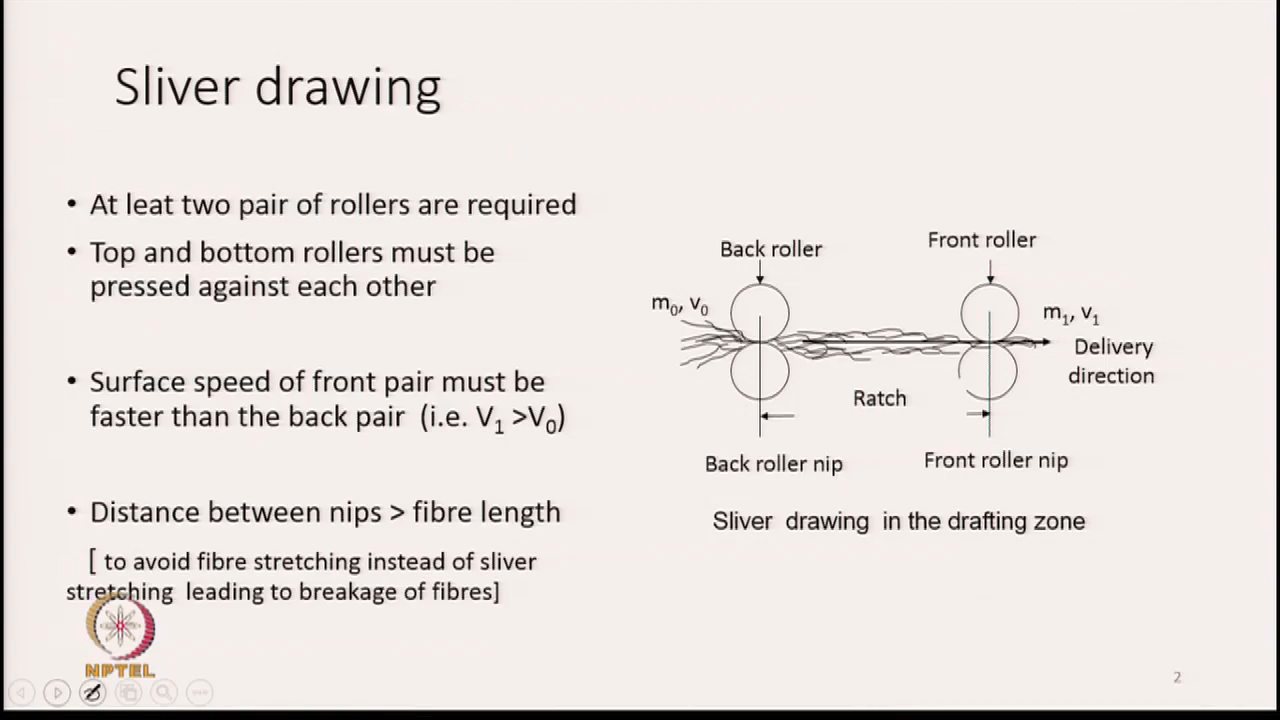 Sliver drawing
• At leat two pair of rollers are required
• Top and bottom rollers must be
pressed against each other
• Surface speed of front pair must be
faster than the back pair (i.e. V₁ >V₀)
• Distance between nips > fibre length
[ to avoid fibre stretching instead of sliver
stretching leading to breakage of fibres]
Back roller
Front roller
m₀, v₀
m₁, v₁
Delivery
direction
Ratch
Back roller nip
Front roller nip
Sliver drawing in the drafting zone
NPTEL
2